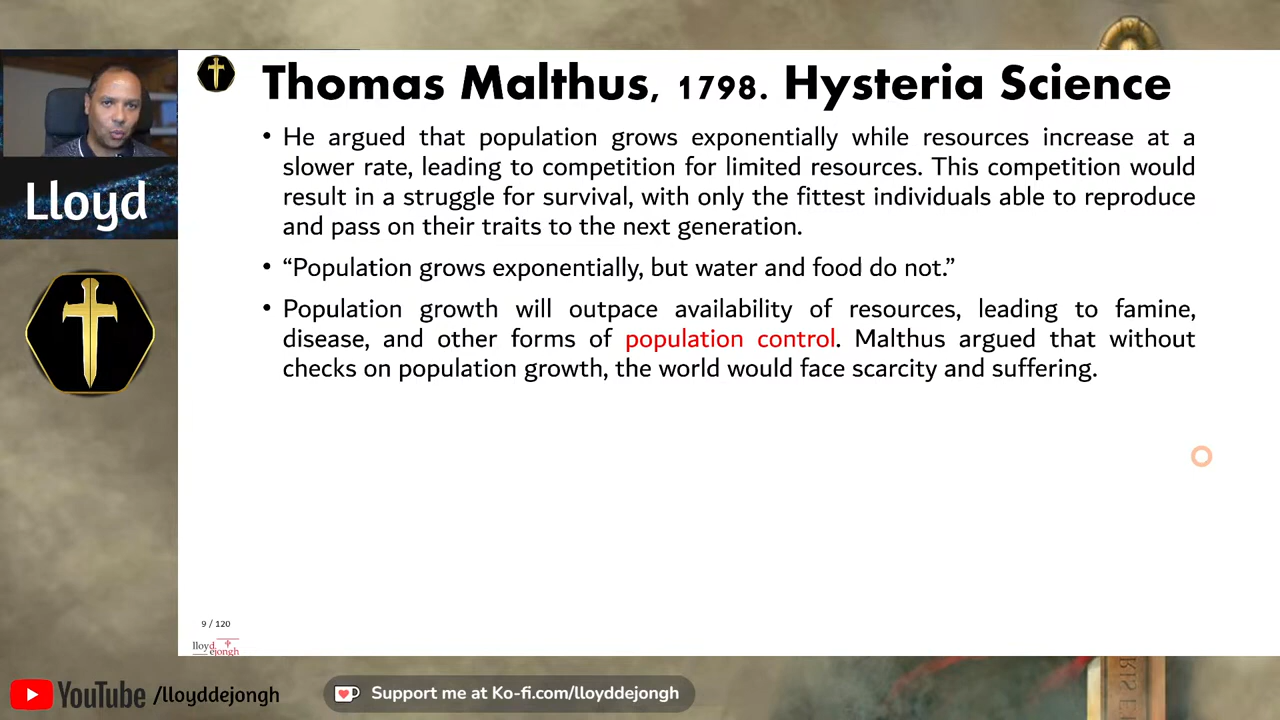 Thomas Malthus, 1798. Hysteria Science
• He argued that population grows exponentially while resources increase at a
slower rate, leading to competition for limited resources. This competition would
result in a struggle for survival, with only the fittest individuals able to reproduce
and pass on their traits to the next generation.
• “Population grows exponentially, but water and food do not.”
• Population growth will outpace availability of resources, leading to famine,
disease, and other forms of population control. Malthus argued that without
checks on population growth, the world would face scarcity and suffering.
Lloyd
9 / 120
lloyd
ejongh
YouTube /lloyddejongh
Support me at Ko-fi.com/lloyddejongh